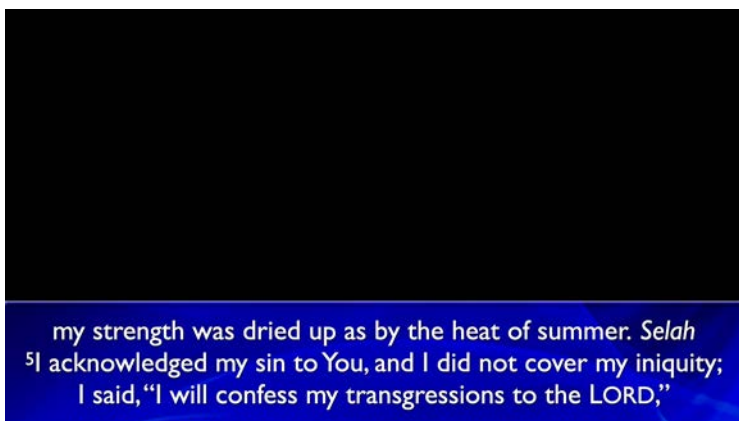 my strength was dried up as by the heat of summer. Selah
⁵I acknowledged my sin to You, and I did not cover my iniquity;
I said, “I will confess my transgressions to the LORD,”